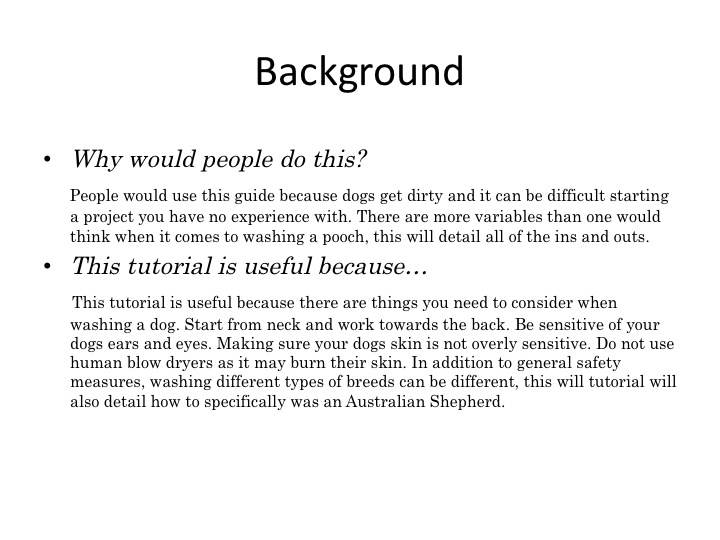 Background
• Why would people do this?
People would use this guide because dogs get dirty and it can be difficult starting
a project you have no experience with. There are more variables than one would
think when it comes to washing a pooch, this will detail all of the ins and outs.
• This tutorial is useful because…
This tutorial is useful because there are things you need to consider when
washing a dog. Start from neck and work towards the back. Be sensitive of your
dogs ears and eyes. Making sure your dogs skin is not overly sensitive. Do not use
human blow dryers as it may burn their skin. In addition to general safety
measures, washing different types of breeds can be different, this will tutorial will
also detail how to specifically was an Australian Shepherd.